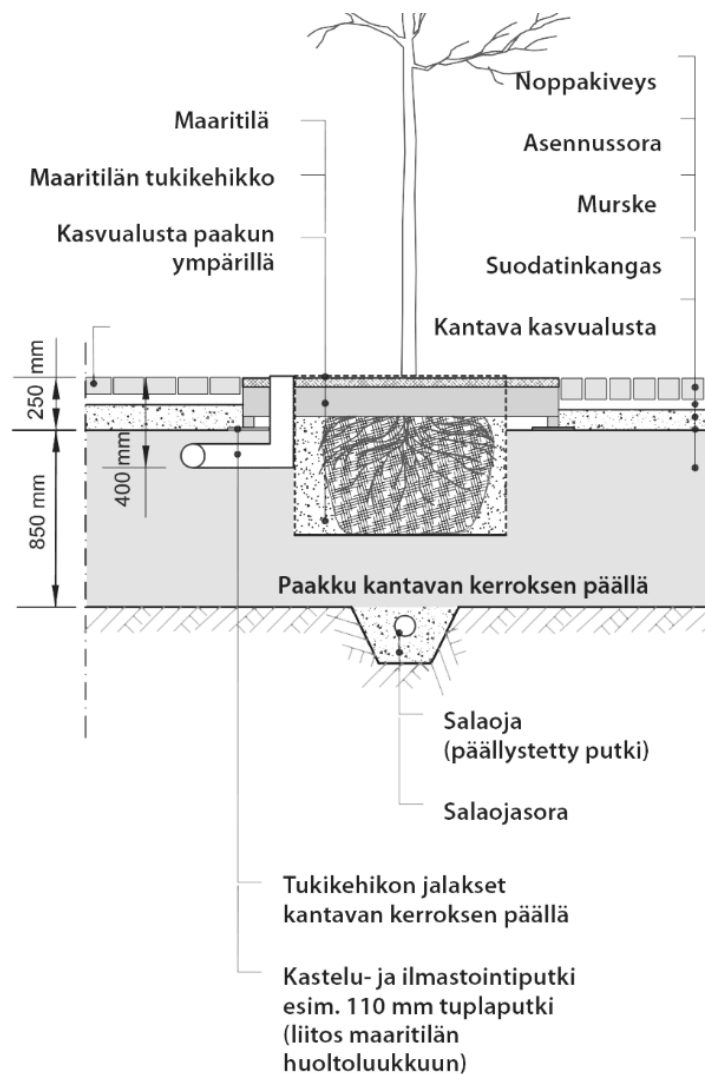 Maaritilä
Maaritilän tukikehikko
Kasvualusta paakun
ympärillä
Noppakiveys
Asennussora
Murske
Suodatinkangas
Kantava kasvualusta
250 mm
400 mm
850 mm
Paakku kantavan kerroksen päällä
Salaoja
(päällystetty putki)
Salaojasora
Tukikehikon jalakset
kantavan kerroksen päällä
Kastelu- ja ilmastointiputki
esim. 110 mm tuplaputki
(liitos maaritilän
huoltoluukkuun)